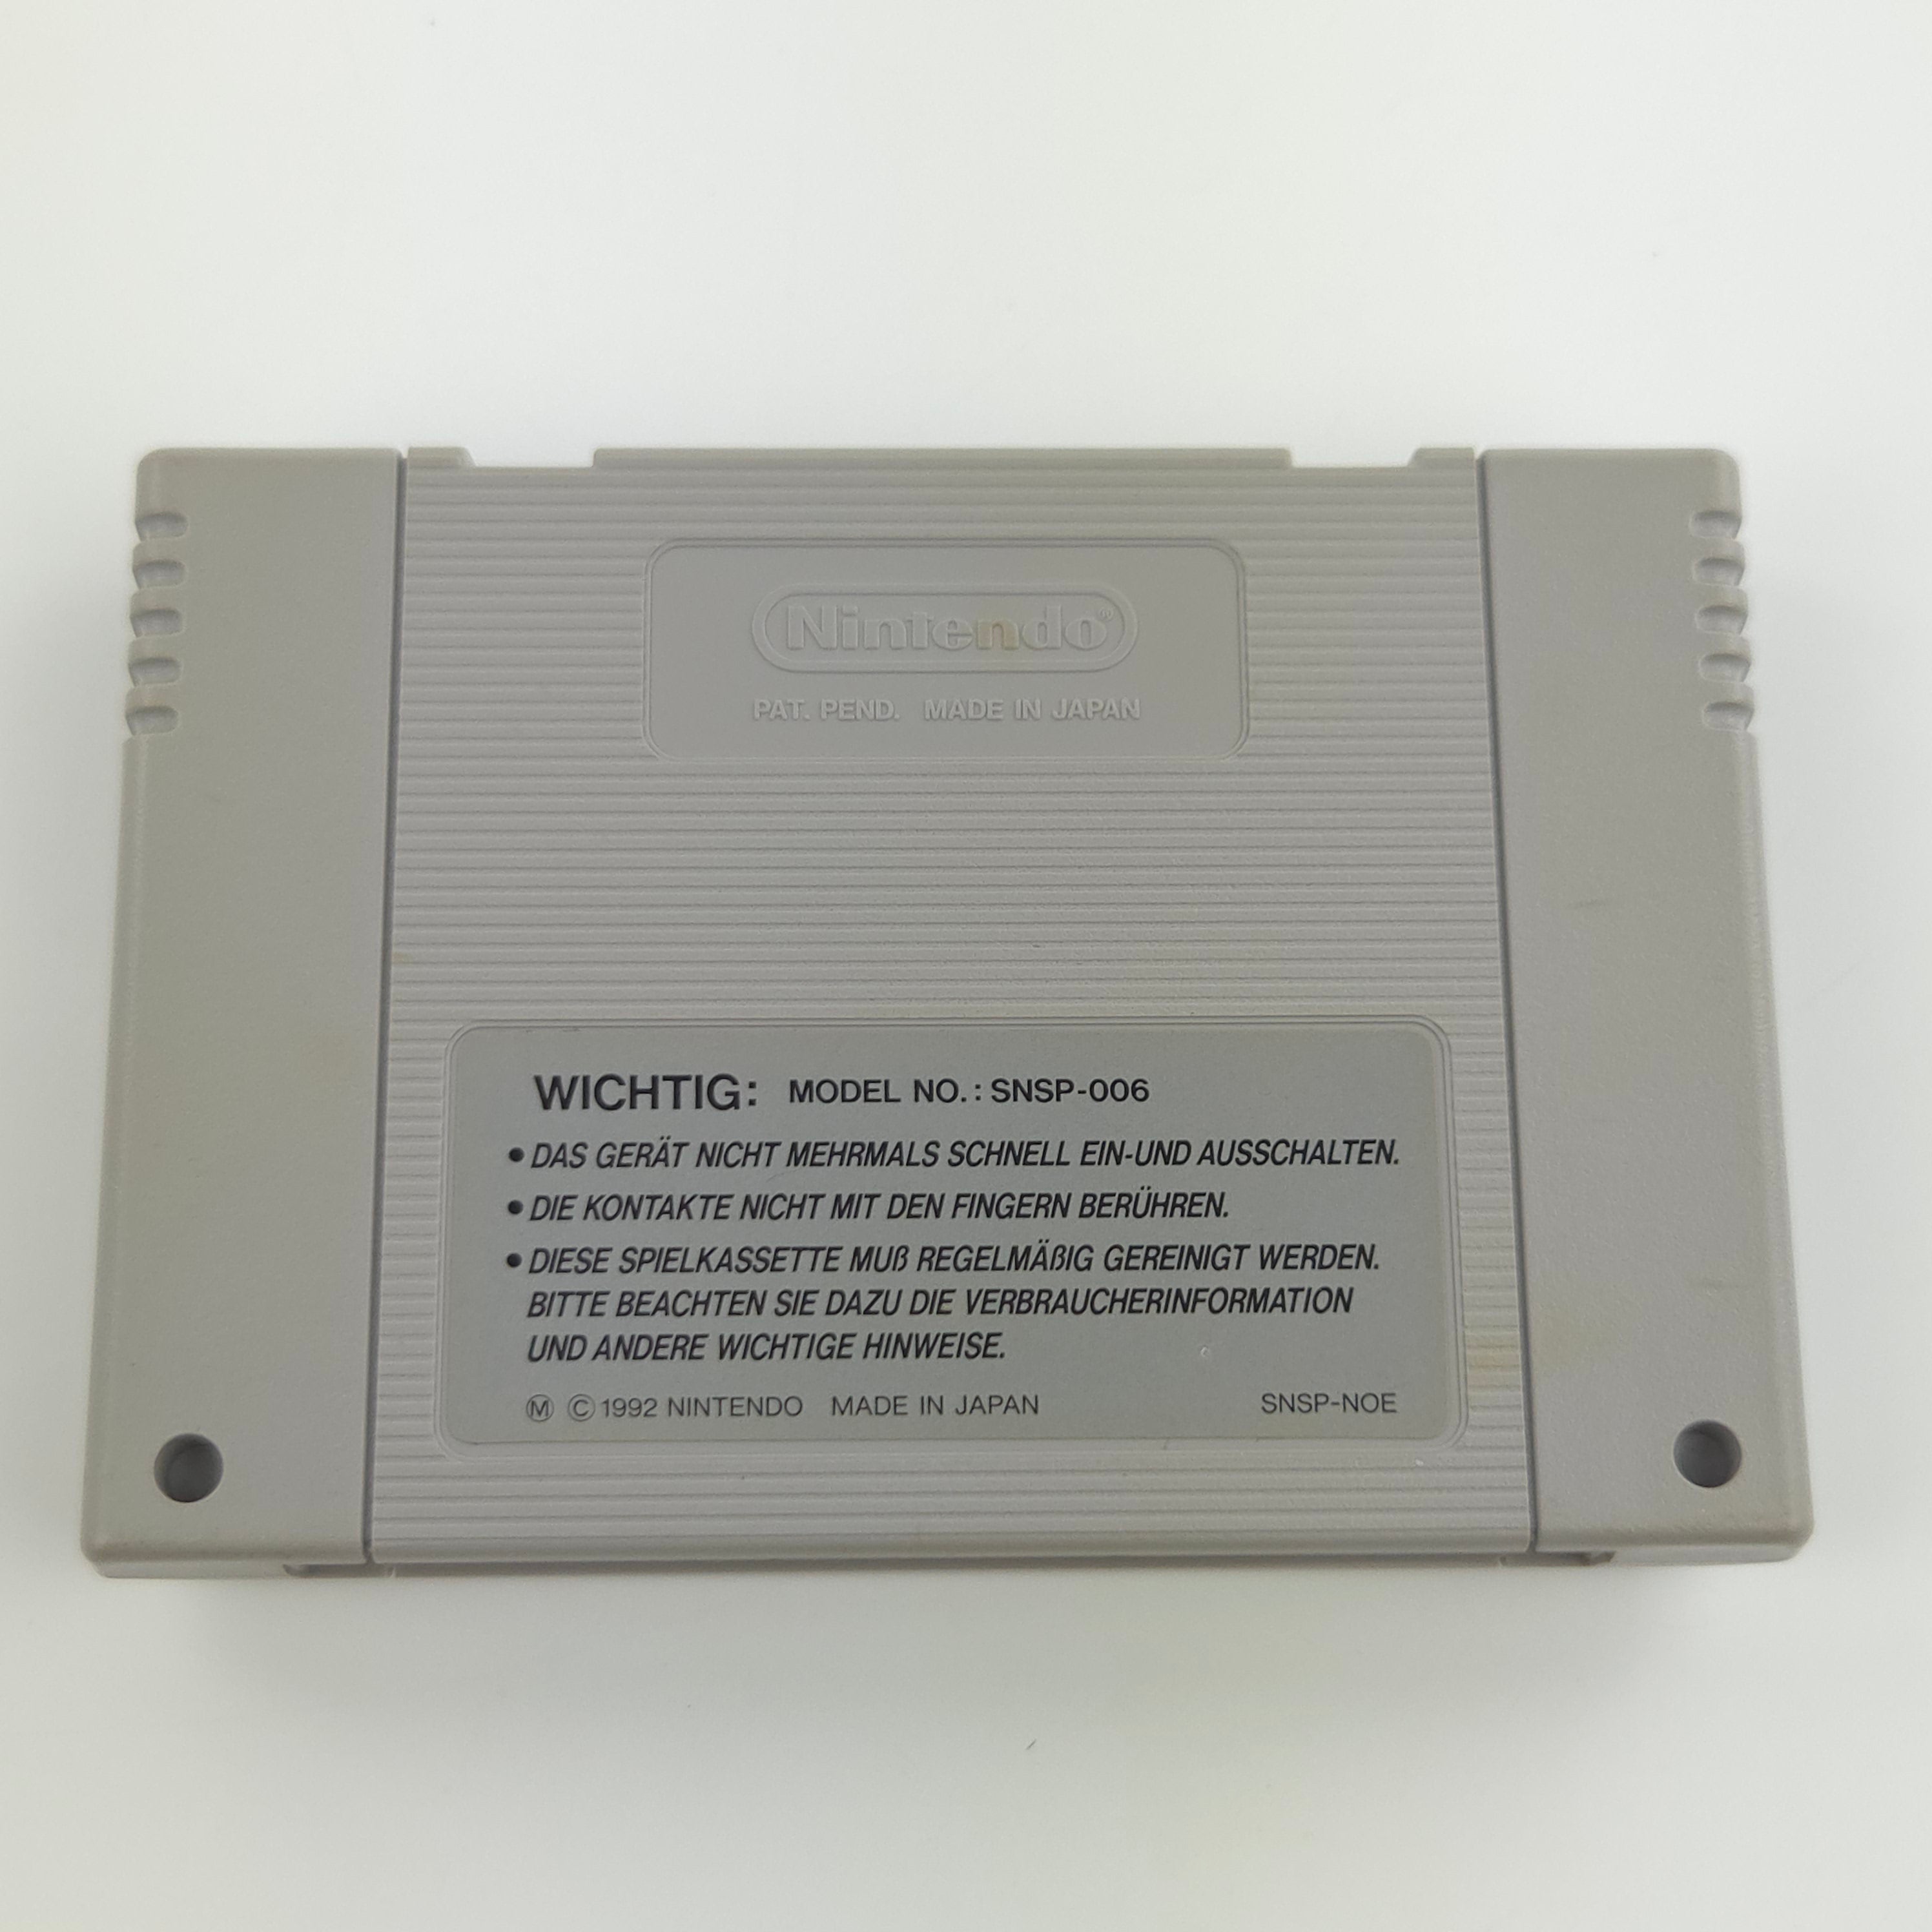 Nintendo®
PAT. PEND. MADE IN JAPAN
WICHTIG: MODEL NO.: SNSP-006
• DAS GERÄT NICHT MEHRMALS SCHNELL EIN-UND AUSSCHALTEN.
• DIE KONTAKTE NICHT MIT DEN FINGERN BERÜHREN.
• DIESE SPIELKASSETTE MUß REGELMÄßIG GEREINIGT WERDEN.
BITTE BEACHTEN SIE DAZU DIE VERBRAUCHERINFORMATION
UND ANDERE WICHTIGE HINWEISE.
Ⓜ ©1992 NINTENDO MADE IN JAPAN SNSP-NOE